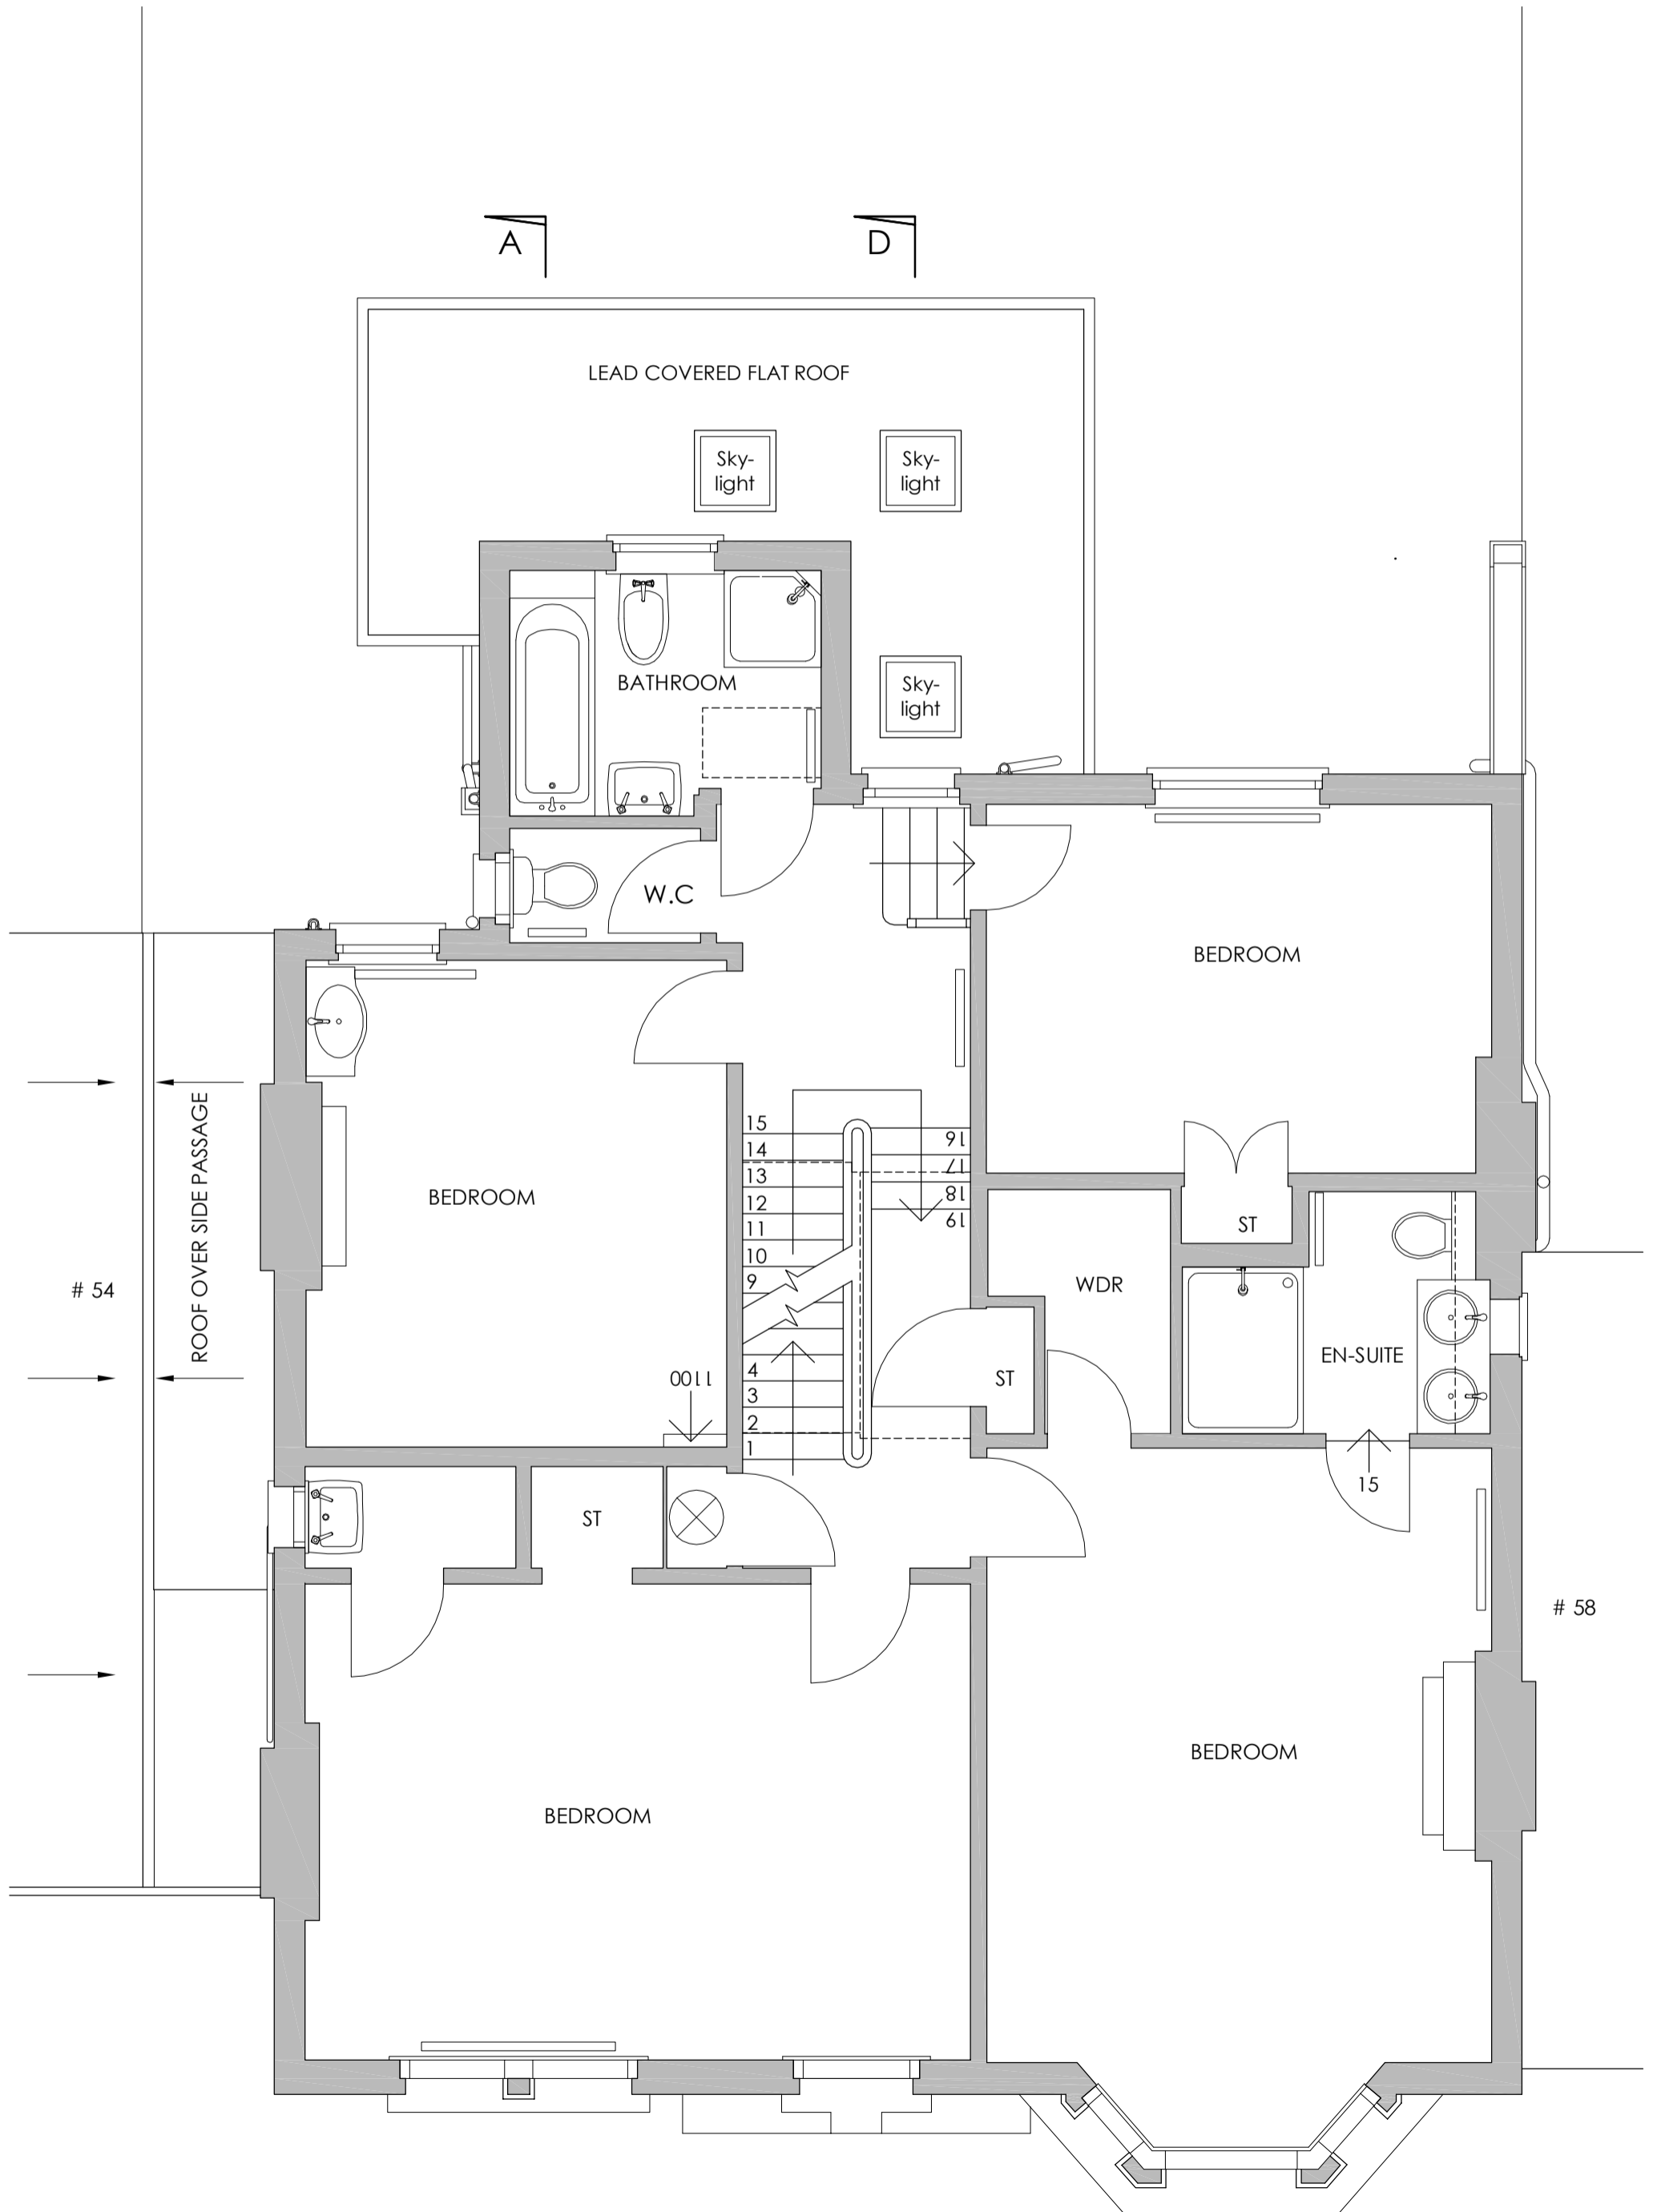 A
D
LEAD COVERED FLAT ROOF
Sky-
light
Sky-
light
Sky-
light
BATHROOM
W.C
BEDROOM
ROOF OVER SIDE PASSAGE
# 54
BEDROOM
15
14
13
12
11
10
9
4
3
2
1
16
17
18
19
1100
WDR
ST
ST
EN-SUITE
15
ST
# 58
BEDROOM
BEDROOM